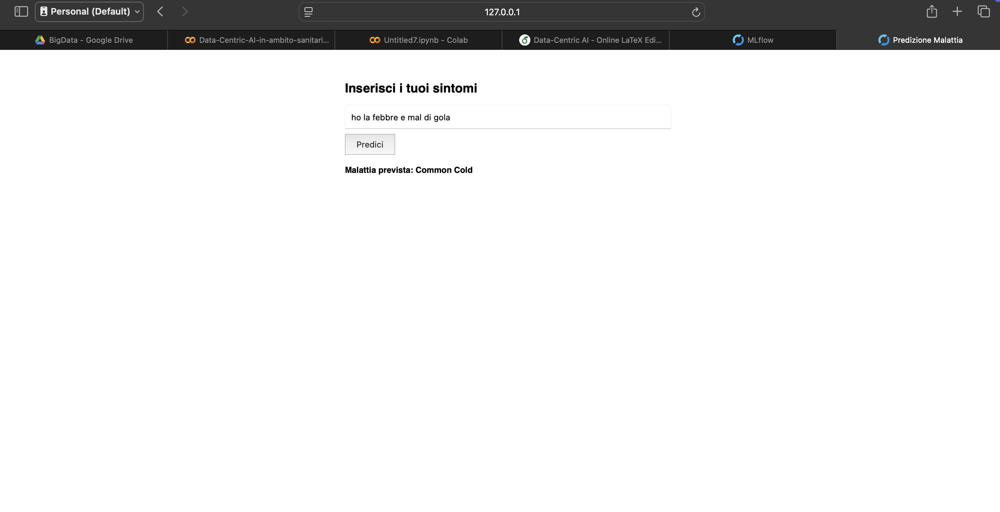 Personal (Default)
127.0.0.1
BigData - Google Drive
Data-Centric-AI-in-ambito-sanitari...
Untitled7.ipynb - Colab
Data-Centric AI - Online LaTeX Edi...
MLflow
Predizione Malattia
Inserisci i tuoi sintomi
ho la febbre e mal di gola
Predici
Malattia prevista: Common Cold